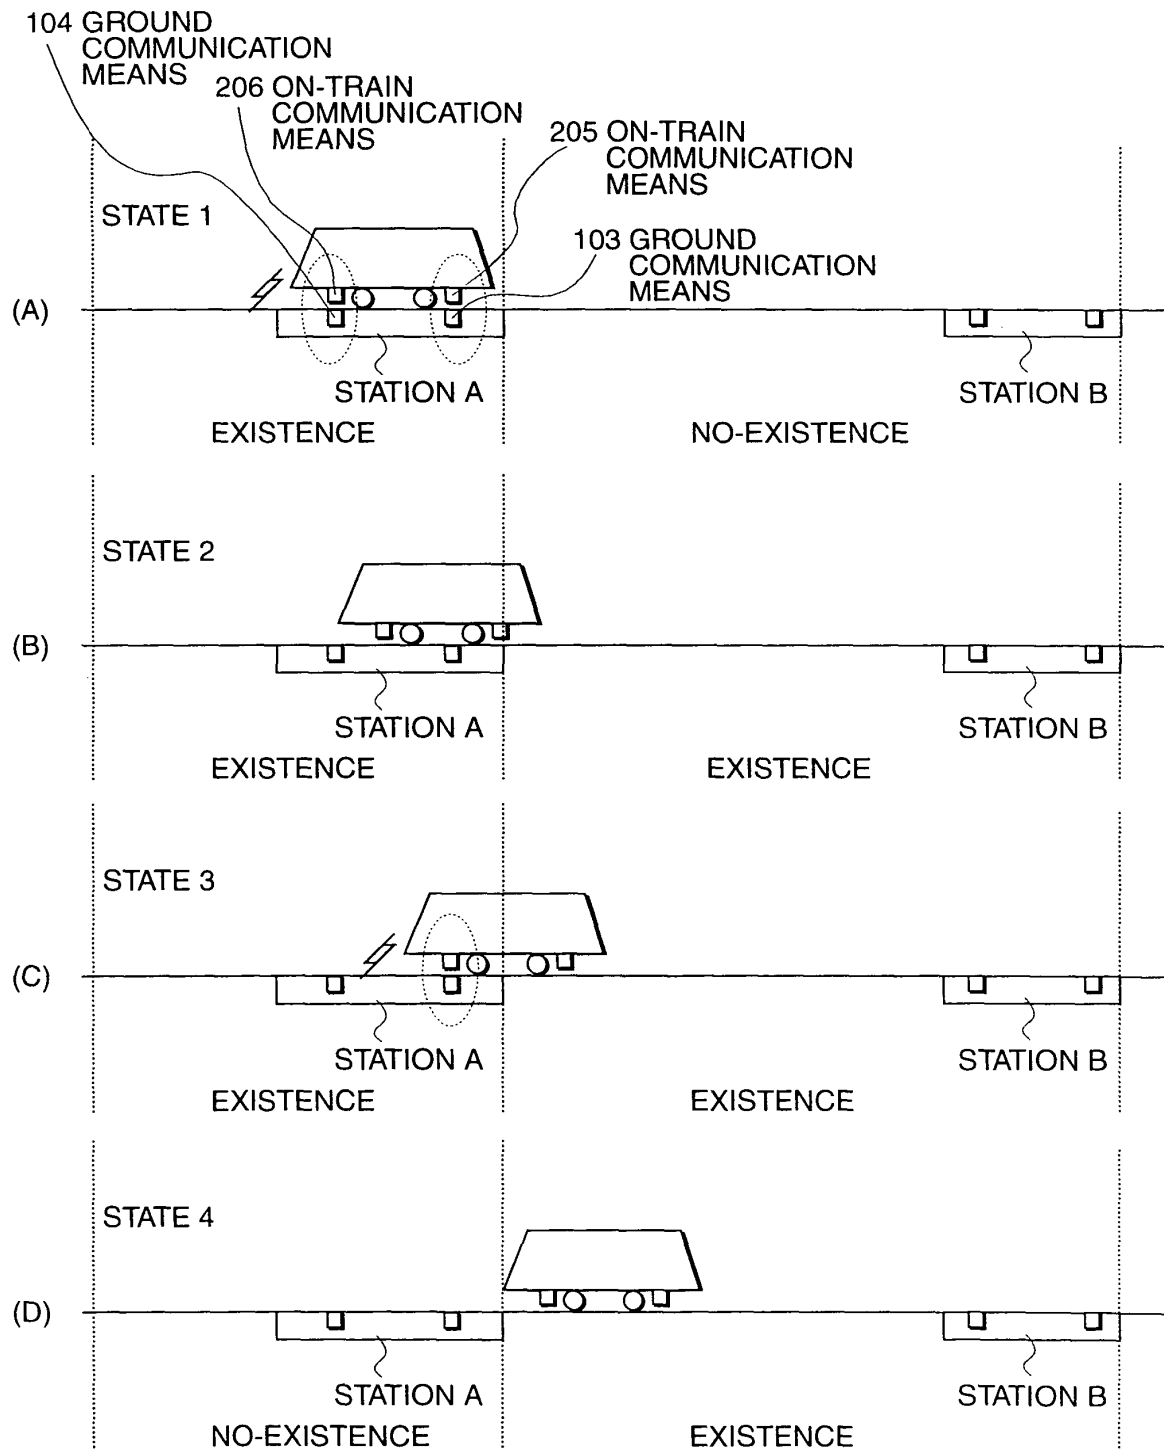 104 GROUND
COMMUNICATION
MEANS
206 ON-TRAIN
COMMUNICATION
MEANS
205 ON-TRAIN
COMMUNICATION
MEANS
103 GROUND
COMMUNICATION
MEANS
STATE 1
(A)
STATION A
STATION B
EXISTENCE
NO-EXISTENCE
STATE 2
(B)
STATION A
STATION B
EXISTENCE
EXISTENCE
STATE 3
(C)
STATION A
STATION B
EXISTENCE
EXISTENCE
STATE 4
(D)
STATION A
STATION B
NO-EXISTENCE
EXISTENCE